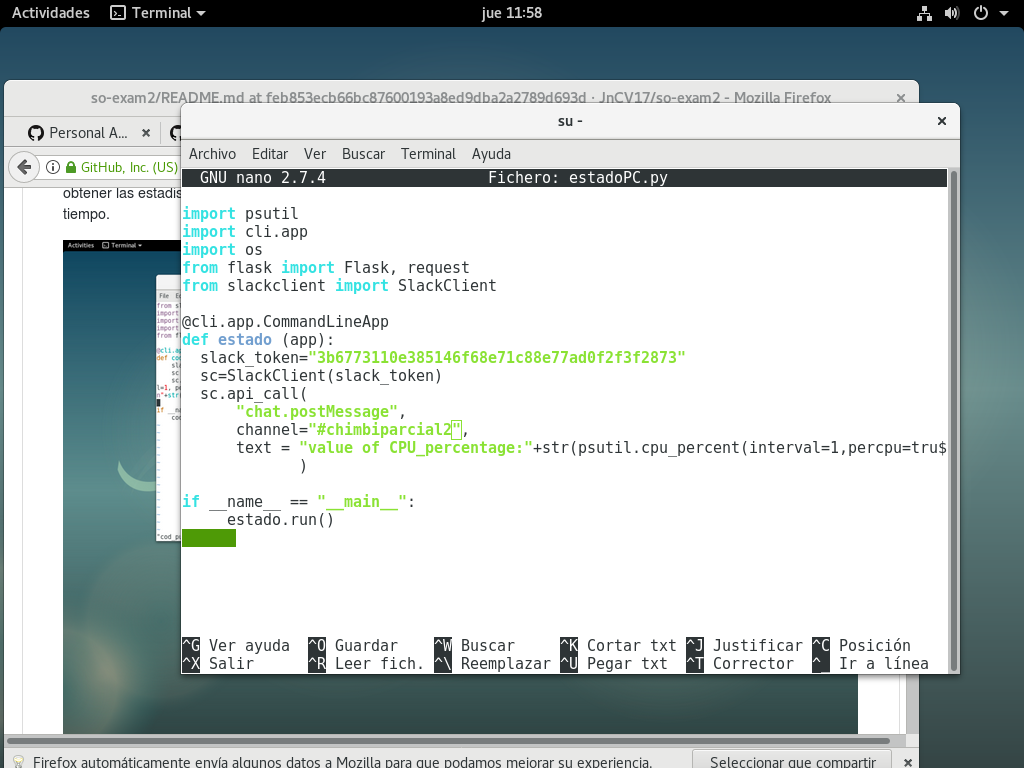 Actividades Terminal jue 11:58
so-exam2/README.md at feb853ecb66bc87600193a8ed9dba2a2789d693d · JnCV17/so-exam2 - Mozilla Firefox
su -
Personal A...
Archivo Editar Ver Buscar Terminal Ayuda
GitHub, Inc. (US)
GNU nano 2.7.4 Fichero: estadoPC.py
obtener las estadis
tiempo.
Activities Terminal
import psutil
import cli.app
import os
from flask import Flask, request
from slackclient import SlackClient
@cli.app.CommandLineApp
def estado (app):
slack_token="3b6773110e385146f68e71c88e77ad0f2f3f2873"
sc=SlackClient(slack_token)
sc.api_call(
"chat.postMessage",
channel="#chimbiparcial2",
text = "value of CPU_percentage:"+str(psutil.cpu_percent(interval=1,percpu=tru$
)
if __name__ == "__main__":
estado.run()
^G Ver ayuda ^O Guardar ^W Buscar ^K Cortar txt ^J Justificar ^C Posición
^X Salir ^R Leer fich. ^\ Reemplazar ^U Pegar txt ^T Corrector ^_ Ir a línea
Firefox automáticamente envía algunos datos a Mozilla para que podamos mejorar su experiencia. Seleccionar que compartir